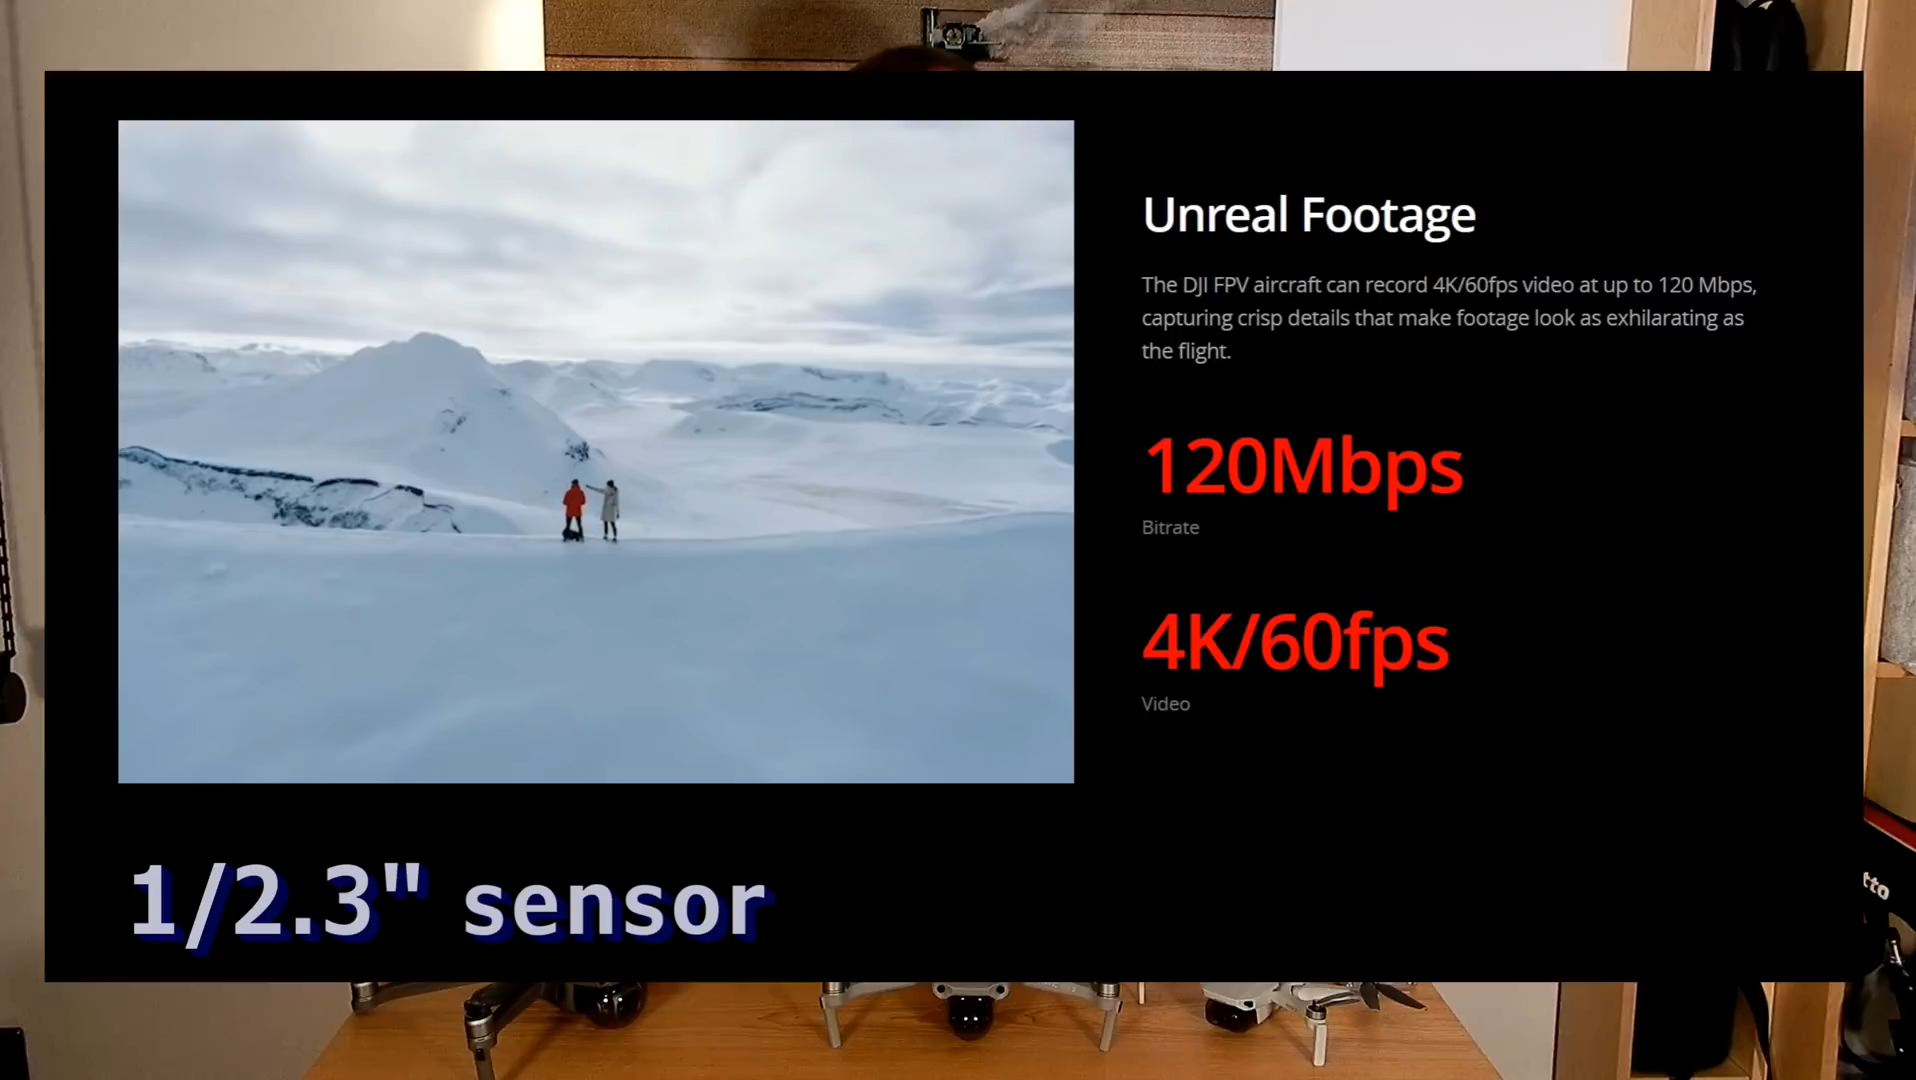 Unreal Footage
The DJI FPV aircraft can record 4K/60fps video at up to 120 Mbps,
capturing crisp details that make footage look as exhilarating as
the flight.
120Mbps
Bitrate
4K/60fps
Video
1/2.3" sensor
tto